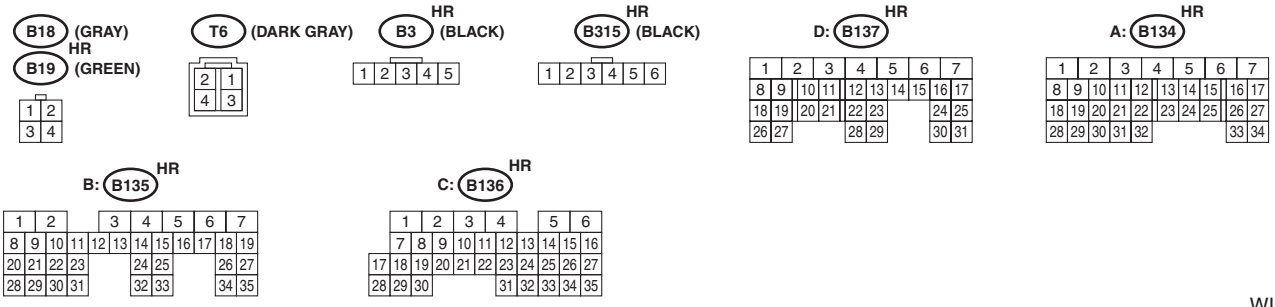 B18 (GRAY)
HR
B19 (GREEN)
1 2
3 4
T6 (DARK GRAY)
2 1
4 3
HR
B3 (BLACK)
1 2 3 4 5
HR
B315 (BLACK)
1 2 3 4 5 6
HR
D: B137
1 2 3 4 5 6 7
8 9 10 11 12 13 14 15 16 17
18 19 20 21 22 23 24 25
26 27 28 29 30 31
HR
A: B134
1 2 3 4 5 6 7
8 9 10 11 12 13 14 15 16 17
18 19 20 21 22 23 24 25 26 27
28 29 30 31 32 33 34
HR
B: B135
1 2 3 4 5 6 7
8 9 10 11 12 13 14 15 16 17 18 19
20 21 22 23 24 25 26 27
28 29 30 31 32 33 34 35
HR
C: B136
1 2 3 4 5 6
7 8 9 10 11 12 13 14 15 16
17 18 19 20 21 22 23 24 25 26 27
28 29 30 31 32 33 34 35